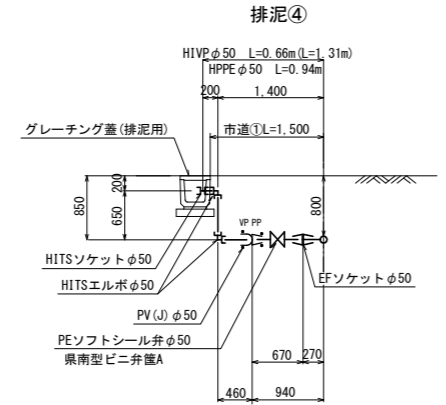 排泥④
HIVPφ50 L=0.66m(L=1.31m)
HPPEφ50 L=0.94m
200
1,400
グレーチング蓋(排泥用)
市道①L=1,500
850
200
650
800
VP PP
HITSソケットφ50
HITSエルボφ50
EFソケットφ50
PV(J)φ50
PEソフトシール弁φ50
県南型ビニ弁筐A
670
270
460
940